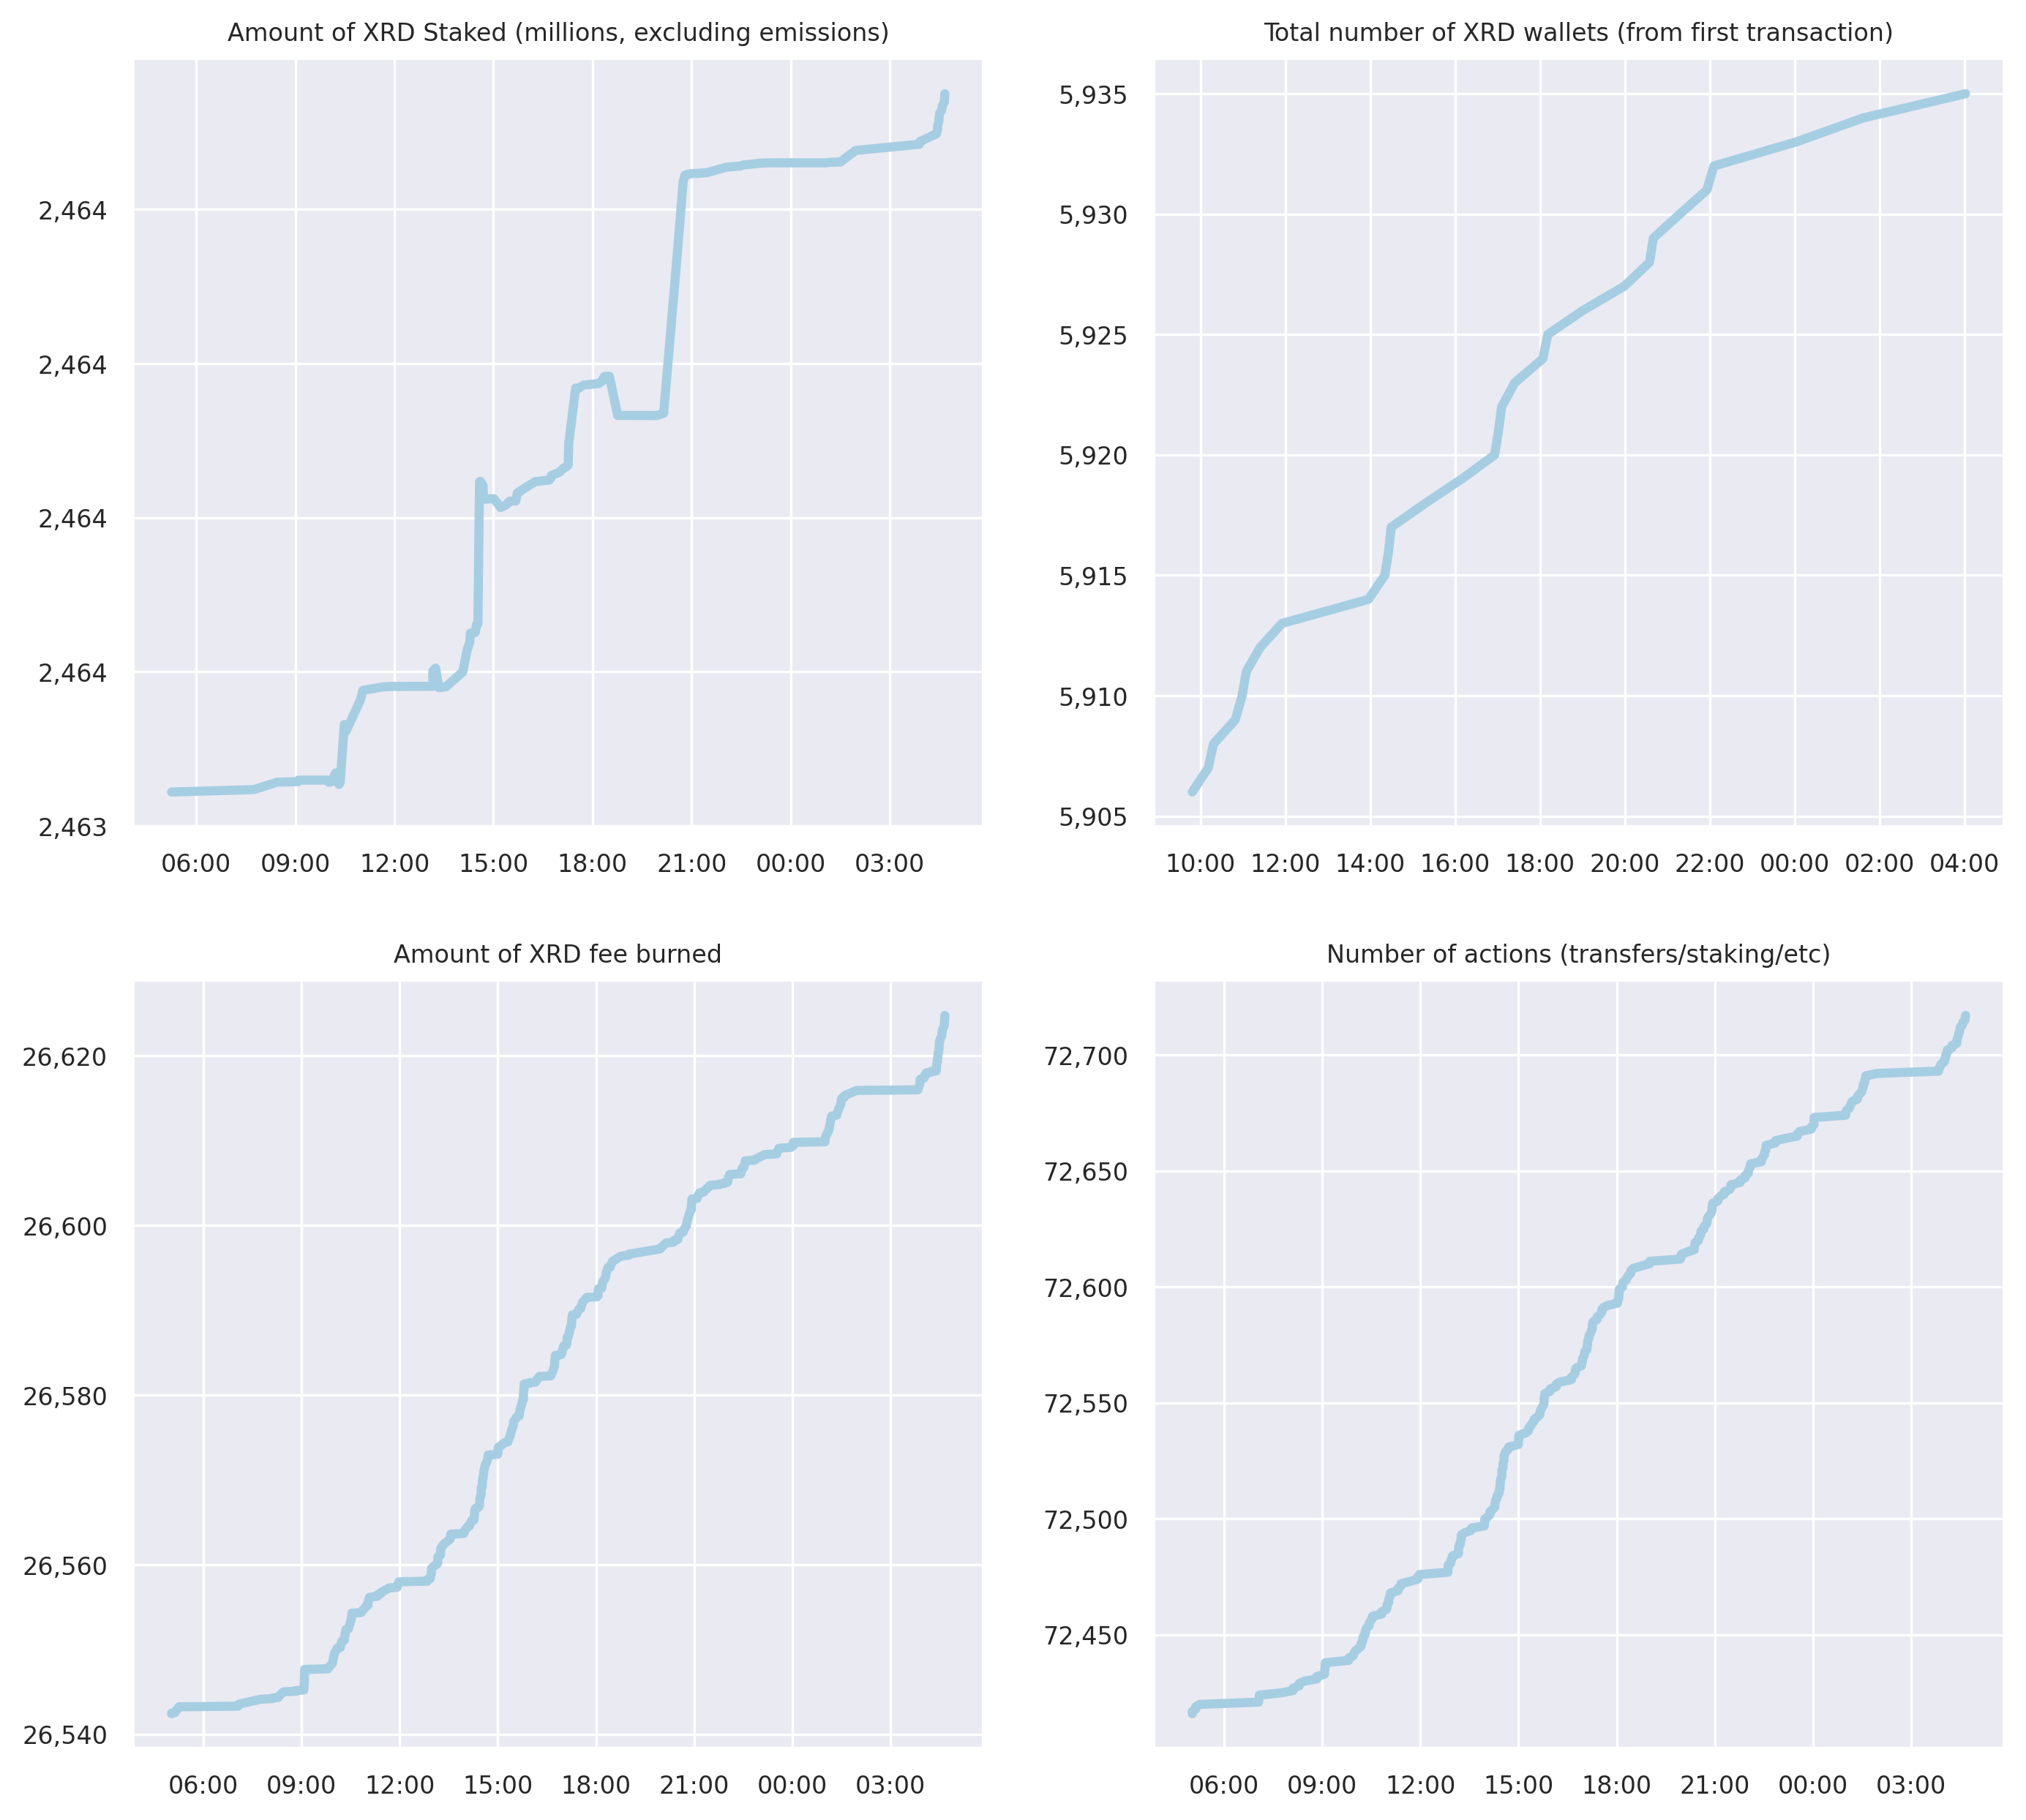 Amount of XRD Staked (millions, excluding emissions)
2,464
2,464
2,464
2,464
2,463
06:00 09:00 12:00 15:00 18:00 21:00 00:00 03:00
Total number of XRD wallets (from first transaction)
5,935
5,930
5,925
5,920
5,915
5,910
5,905
10:00 12:00 14:00 16:00 18:00 20:00 22:00 00:00 02:00 04:00
Amount of XRD fee burned
26,620
26,600
26,580
26,560
26,540
06:00 09:00 12:00 15:00 18:00 21:00 00:00 03:00
Number of actions (transfers/staking/etc)
72,700
72,650
72,600
72,550
72,500
72,450
06:00 09:00 12:00 15:00 18:00 21:00 00:00 03:00